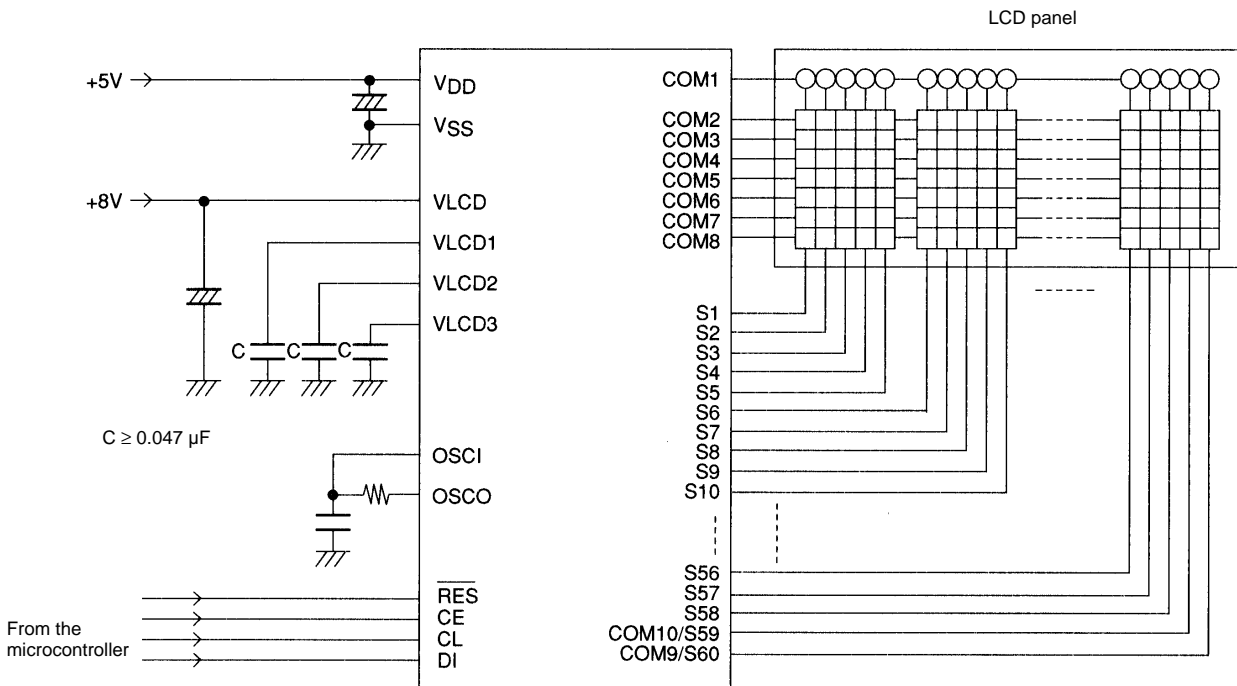 LCD panel
+5V
VDD
VSS
+8V
VLCD
VLCD1
VLCD2
VLCD3
C
C
C
C ≥ 0.047 µF
OSCI
OSCO
From the
microcontroller
RES
CE
CL
DI
COM1
COM2
COM3
COM4
COM5
COM6
COM7
COM8
S1
S2
S3
S4
S5
S6
S7
S8
S9
S10
S56
S57
S58
COM10/S59
COM9/S60